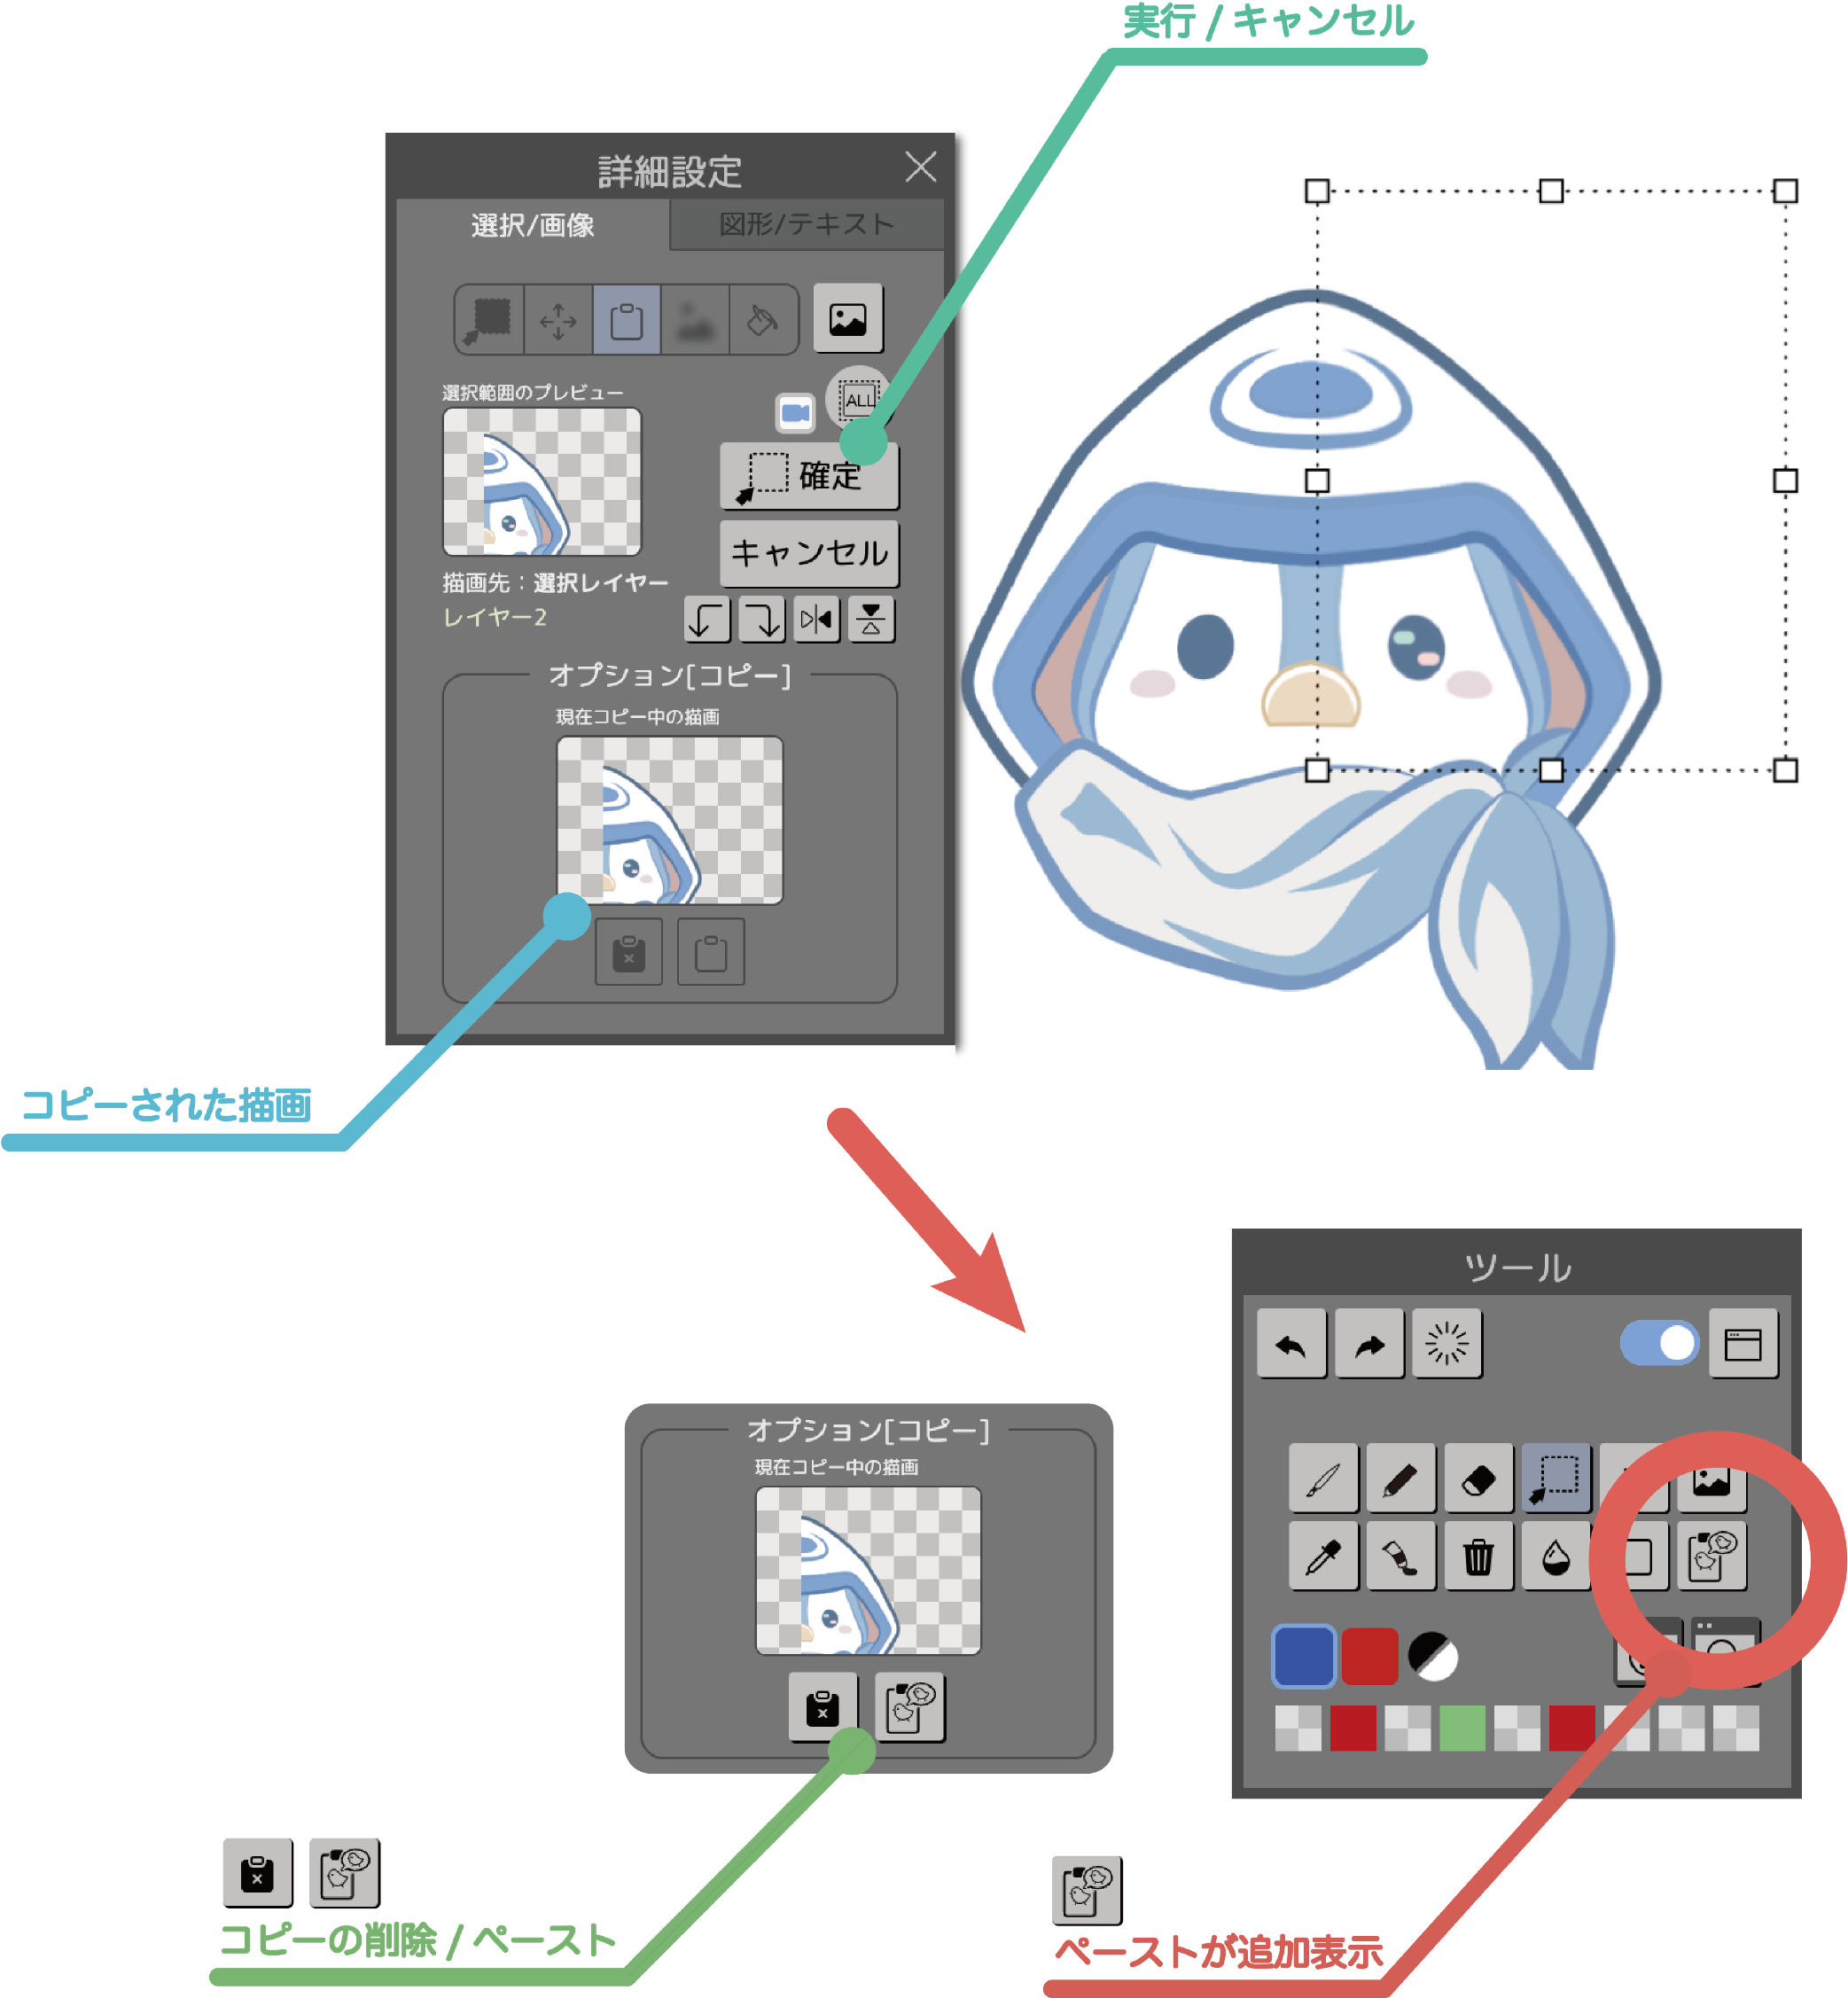 実行 / キャンセル
詳細設定
選択/画像
図形/テキスト
選択範囲のプレビュー
ALL
確定
キャンセル
描画先：選択レイヤー
レイヤー2
オプション[コピー]
現在コピー中の描画
コピーされた描画
ツール
オプション[コピー]
現在コピー中の描画
コピーの削除 / ペースト
ペーストが追加表示